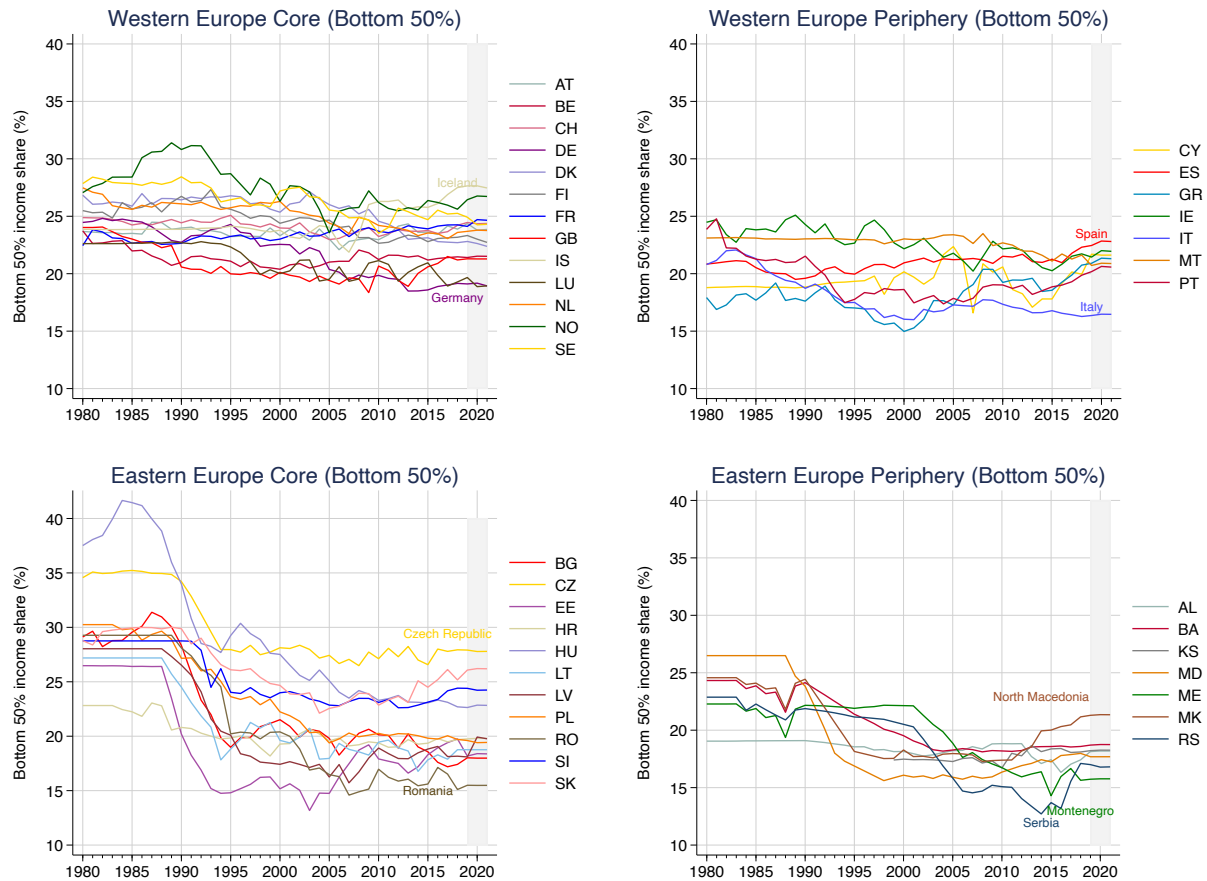 Western Europe Core (Bottom 50%)
Bottom 50% income share (%)
40
35
30
25
20
15
10
1980 1985 1990 1995 2000 2005 2010 2015 2020
Iceland
Germany
AT
BE
CH
DE
DK
FI
FR
GB
IS
LU
NL
NO
SE
Western Europe Periphery (Bottom 50%)
Bottom 50% income share (%)
40
35
30
25
20
15
10
1980 1985 1990 1995 2000 2005 2010 2015 2020
Spain
Italy
CY
ES
GR
IE
IT
MT
PT
Eastern Europe Core (Bottom 50%)
Bottom 50% income share (%)
40
35
30
25
20
15
10
1980 1985 1990 1995 2000 2005 2010 2015 2020
Czech Republic
Romania
BG
CZ
EE
HR
HU
LT
LV
PL
RO
SI
SK
Eastern Europe Periphery (Bottom 50%)
Bottom 50% income share (%)
40
35
30
25
20
15
10
1980 1985 1990 1995 2000 2005 2010 2015 2020
North Macedonia
Montenegro
Serbia
AL
BA
KS
MD
ME
MK
RS